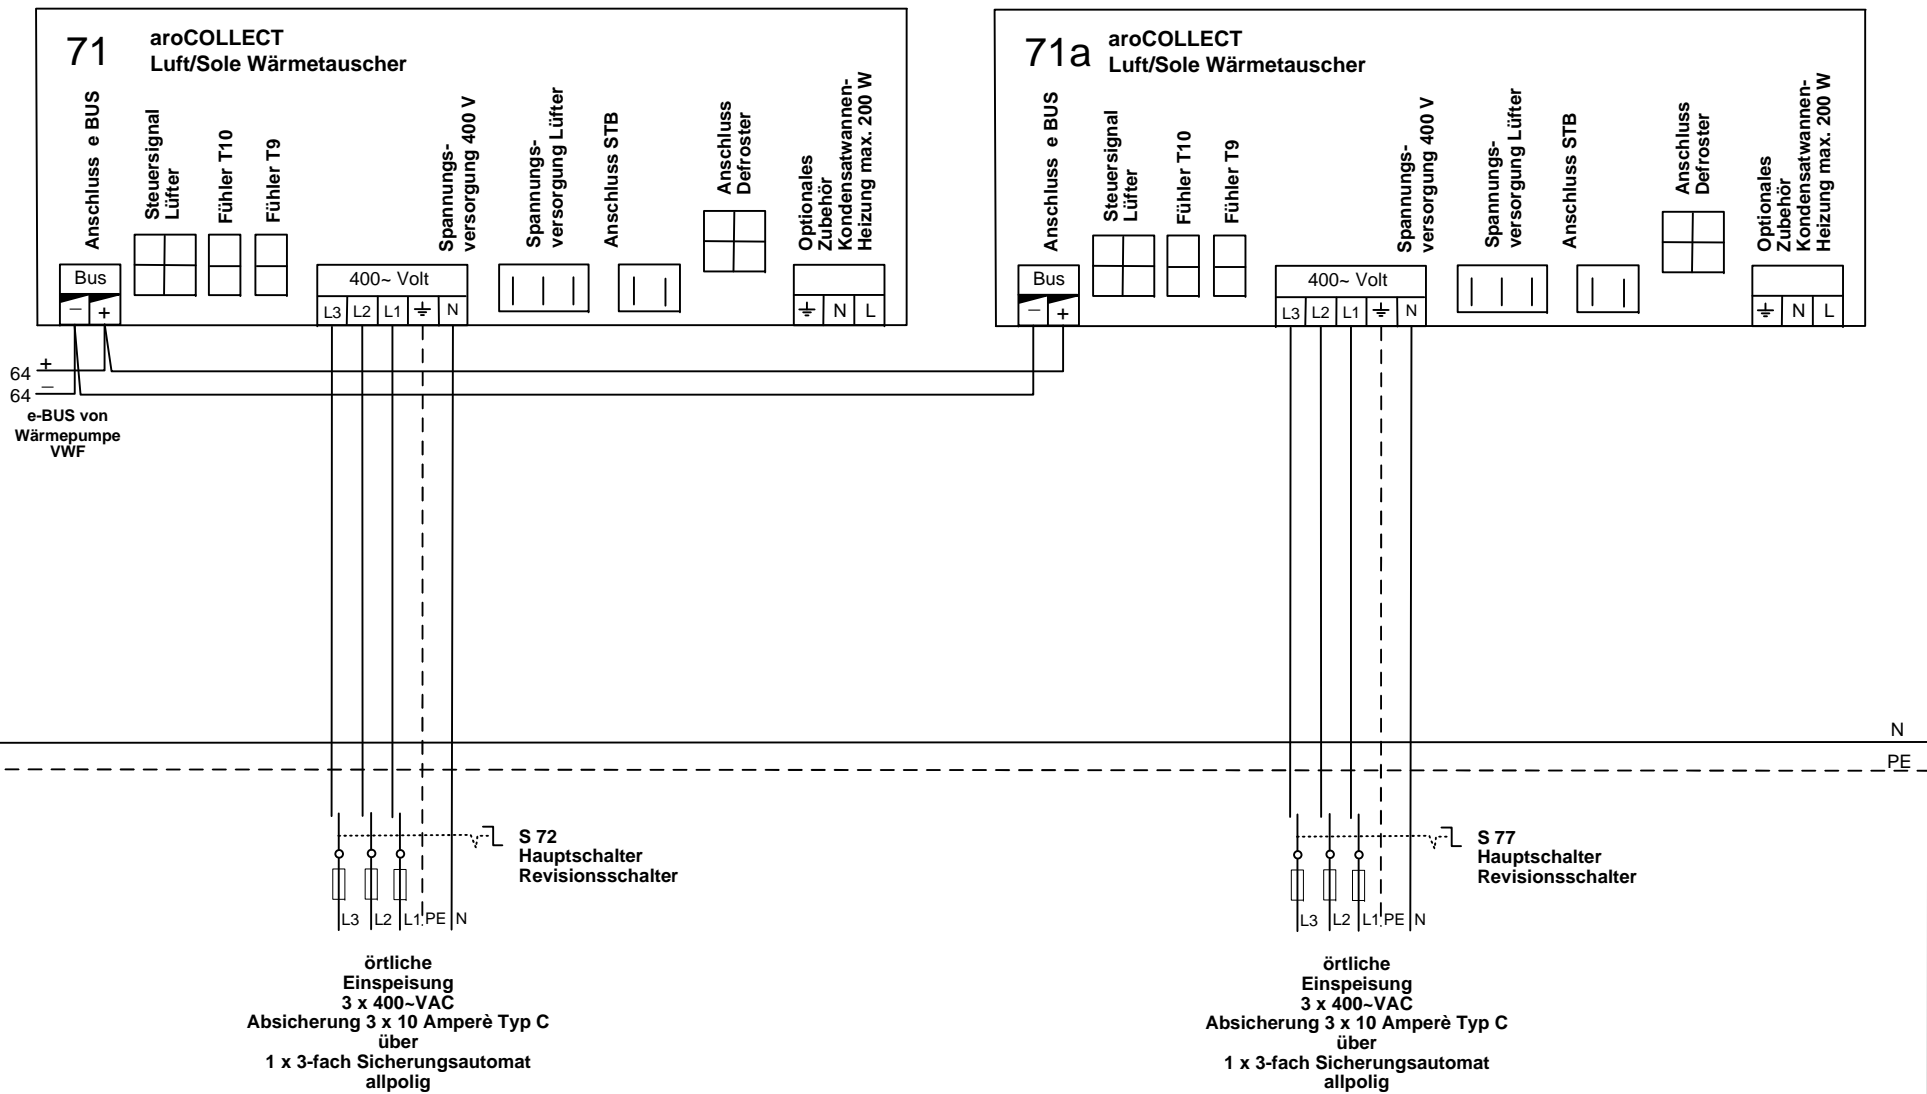 71
aroCOLLECT
Luft/Sole Wärmetauscher
Anschluss e BUS
Steuersignal
Lüfter
Fühler T10
Fühler T9
Spannungs-
versorgung 400 V
Spannungs-
versorgung Lüfter
Anschluss STB
Anschluss
Defroster
Optionales
Zubehör
Kondensatwannen-
Heizung max. 200 W
Bus
− +
400~ Volt
L3 L2 L1 N
N L
64 +
64 −
e-BUS von
Wärmepumpe
VWF
71a
aroCOLLECT
Luft/Sole Wärmetauscher
Anschluss e BUS
Steuersignal
Lüfter
Fühler T10
Fühler T9
Spannungs-
versorgung 400 V
Spannungs-
versorgung Lüfter
Anschluss STB
Anschluss
Defroster
Optionales
Zubehör
Kondensatwannen-
Heizung max. 200 W
Bus
− +
400~ Volt
L3 L2 L1 N
N L
N
PE
S 72
Hauptschalter
Revisionsschalter
L3 L2 L1 PE N
örtliche
Einspeisung
3 x 400~VAC
Absicherung 3 x 10 Amperè Typ C
über
1 x 3-fach Sicherungsautomat
allpolig
S 77
Hauptschalter
Revisionsschalter
L3 L2 L1 PE N
örtliche
Einspeisung
3 x 400~VAC
Absicherung 3 x 10 Amperè Typ C
über
1 x 3-fach Sicherungsautomat
allpolig